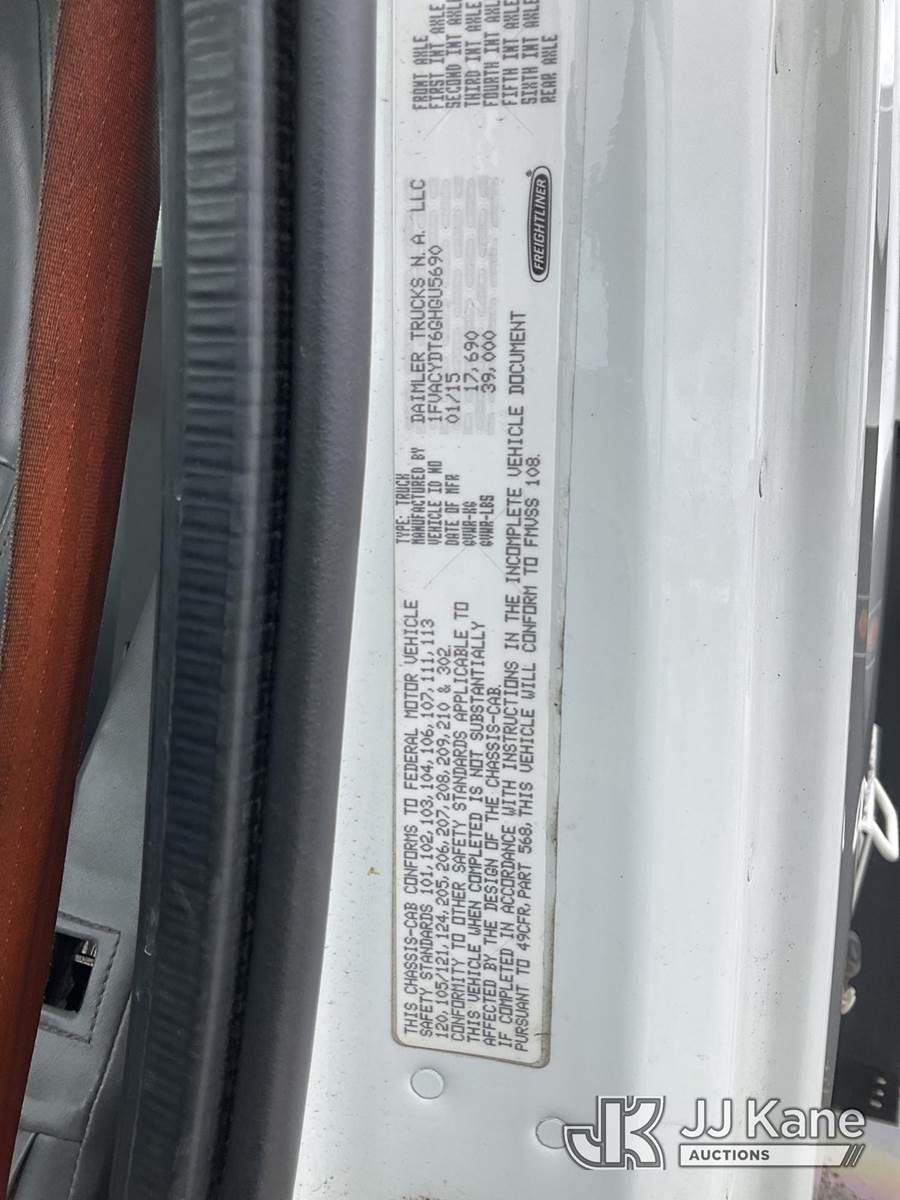 THIS CHASSIS-CAB CONFORMS TO FEDERAL MOTOR VEHICLE
SAFETY STANDARDS 101, 102, 103, 104, 106, 107, 111, 113
120, 105/121, 124, 205, 206, 207, 208, 209, 210 & 302.
CONFORMITY TO OTHER SAFETY STANDARDS APPLICABLE TO
THIS VEHICLE WHEN COMPLETED IS NOT SUBSTANTIALLY
AFFECTED BY THE DESIGN OF THE CHASSIS-CAB.
IF COMPLETED IN ACCORDANCE WITH INSTRUCTIONS IN THE INCOMPLETE VEHICLE DOCUMENT
PURSUANT TO 49CFR, PART 568, THIS VEHICLE WILL CONFORM TO FMVSS 108.
TYPE: TRUCK
MANUFACTURED BY DAIMLER TRUCKS N.A. LLC
VEHICLE ID NO 1FVACYDT6GHGU5690
DATE OF MFR 01/15
GVWR-KG 17,690
GVWR-LBS 39,000
FREIGHTLINER®
FRONT AXLE
FIRST INT AXLE
SECOND INT AXLE
THIRD INT AXLE
FOURTH INT AXLE
FIFTH INT AXLE
SIXTH INT AXLE
REAR AXLE
JK JJ Kane
AUCTIONS